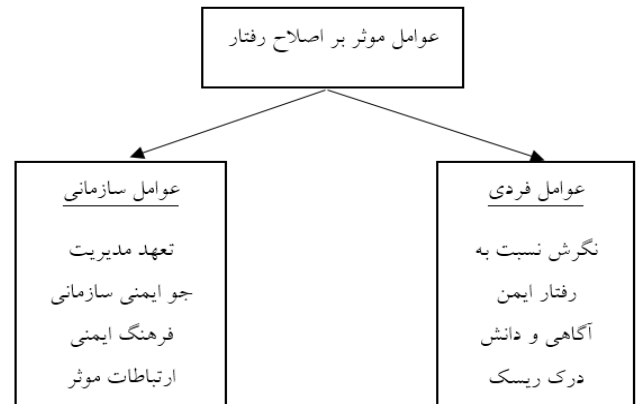 عوامل موثر بر اصلاح رفتار
عوامل فردی
نگرش نسبت به
رفتار ایمن
آگاهی و دانش
درک ریسک
عوامل سازمانی
تعهد مدیریت
جو ایمنی سازمانی
فرهنگ ایمنی
ارتباطات موثر